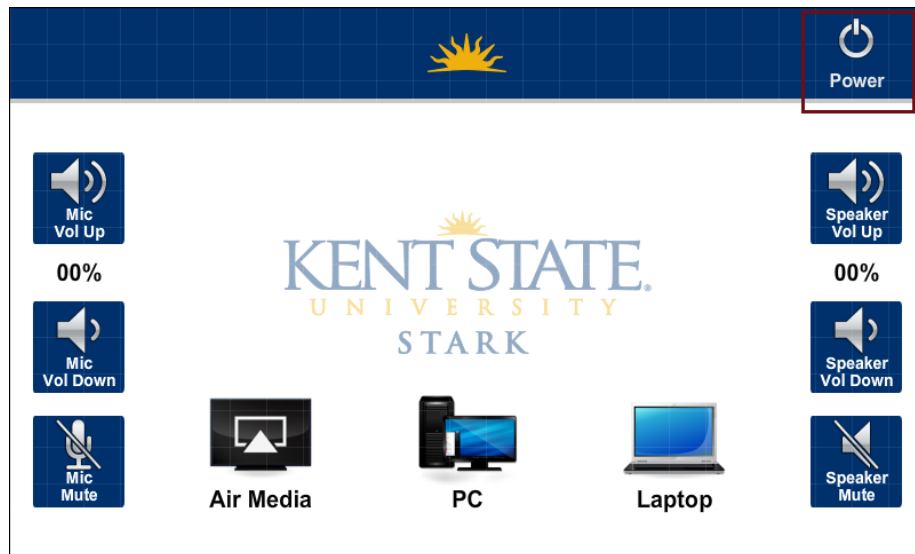 Power
Mic
Vol Up
00%
Mic
Vol Down
Mic
Mute
KENT STATE.
UNIVERSITY
STARK
Air Media
PC
Laptop
Speaker
Vol Up
00%
Speaker
Vol Down
Speaker
Mute